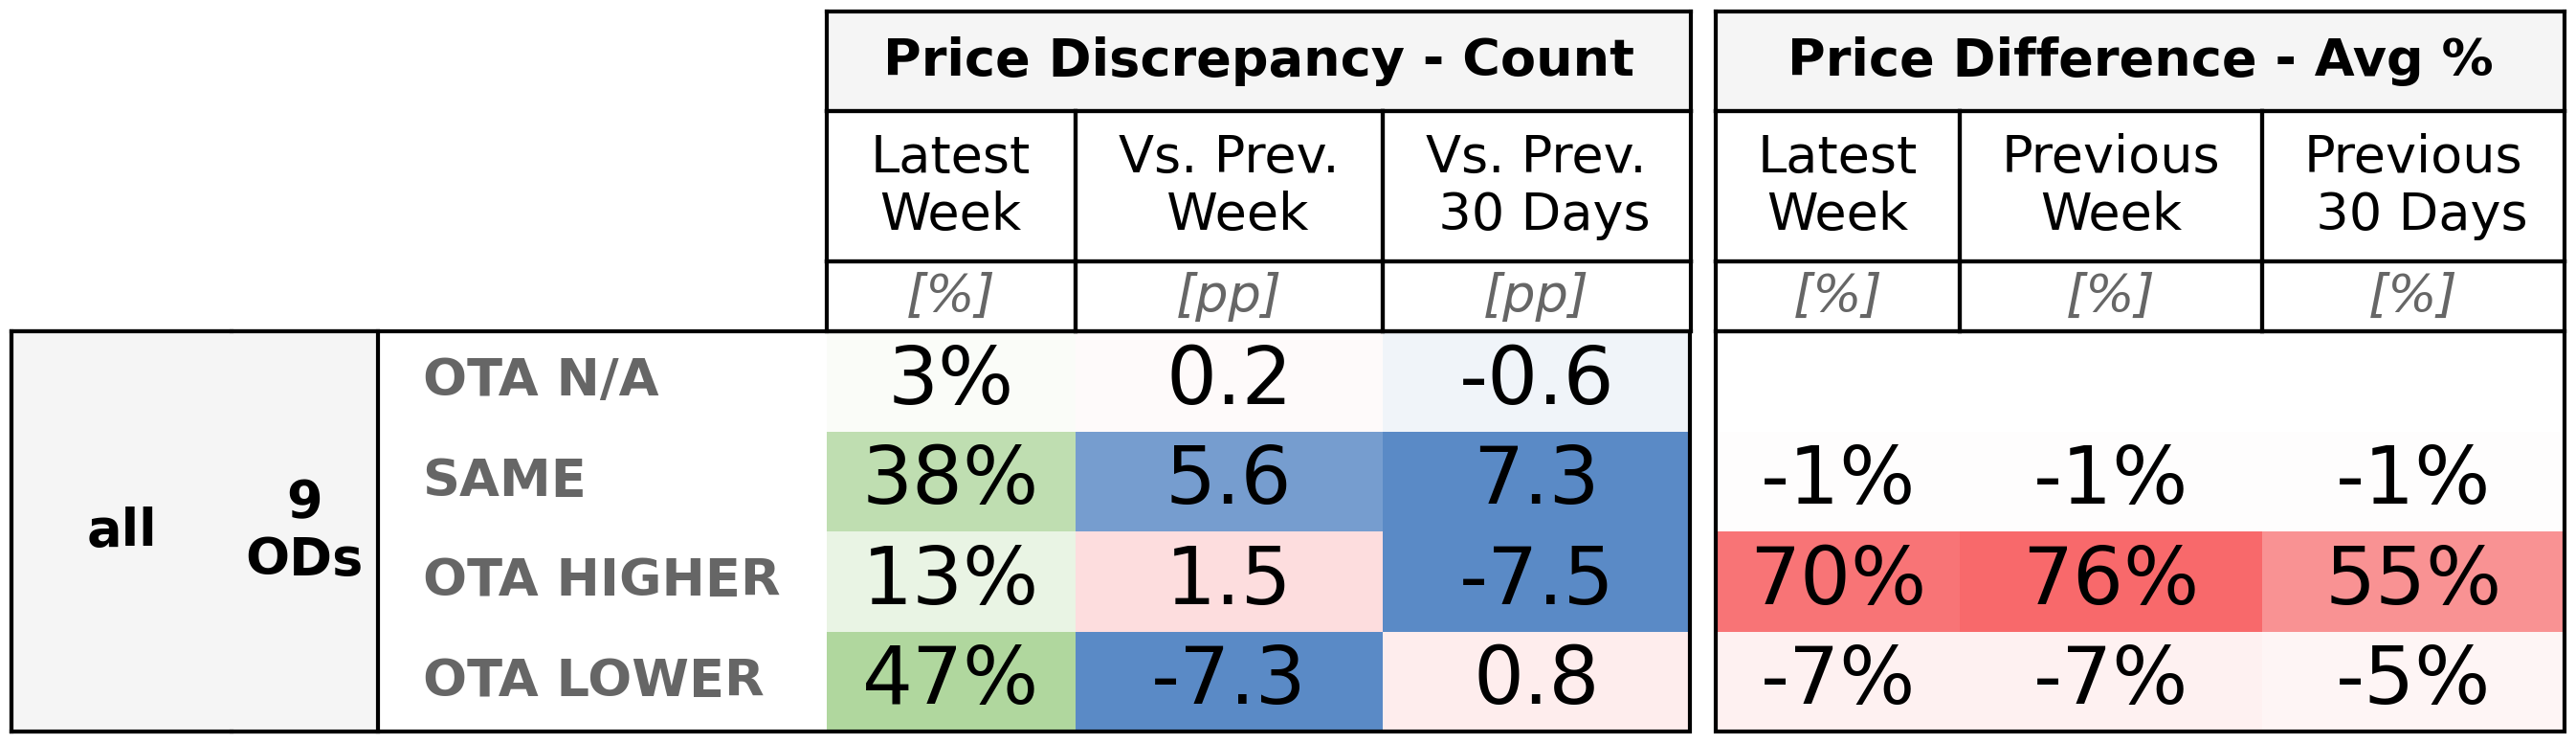 Price Discrepancy - Count Price Difference - Avg %
Latest Week Vs. Prev. Week Vs. Prev. 30 Days Latest Week Previous Week Previous 30 Days
[%] [pp] [pp] [%] [%] [%]
all 9 ODs
OTA N/A 3% 0.2 -0.6
SAME 38% 5.6 7.3 -1% -1% -1%
OTA HIGHER 13% 1.5 -7.5 70% 76% 55%
OTA LOWER 47% -7.3 0.8 -7% -7% -5%